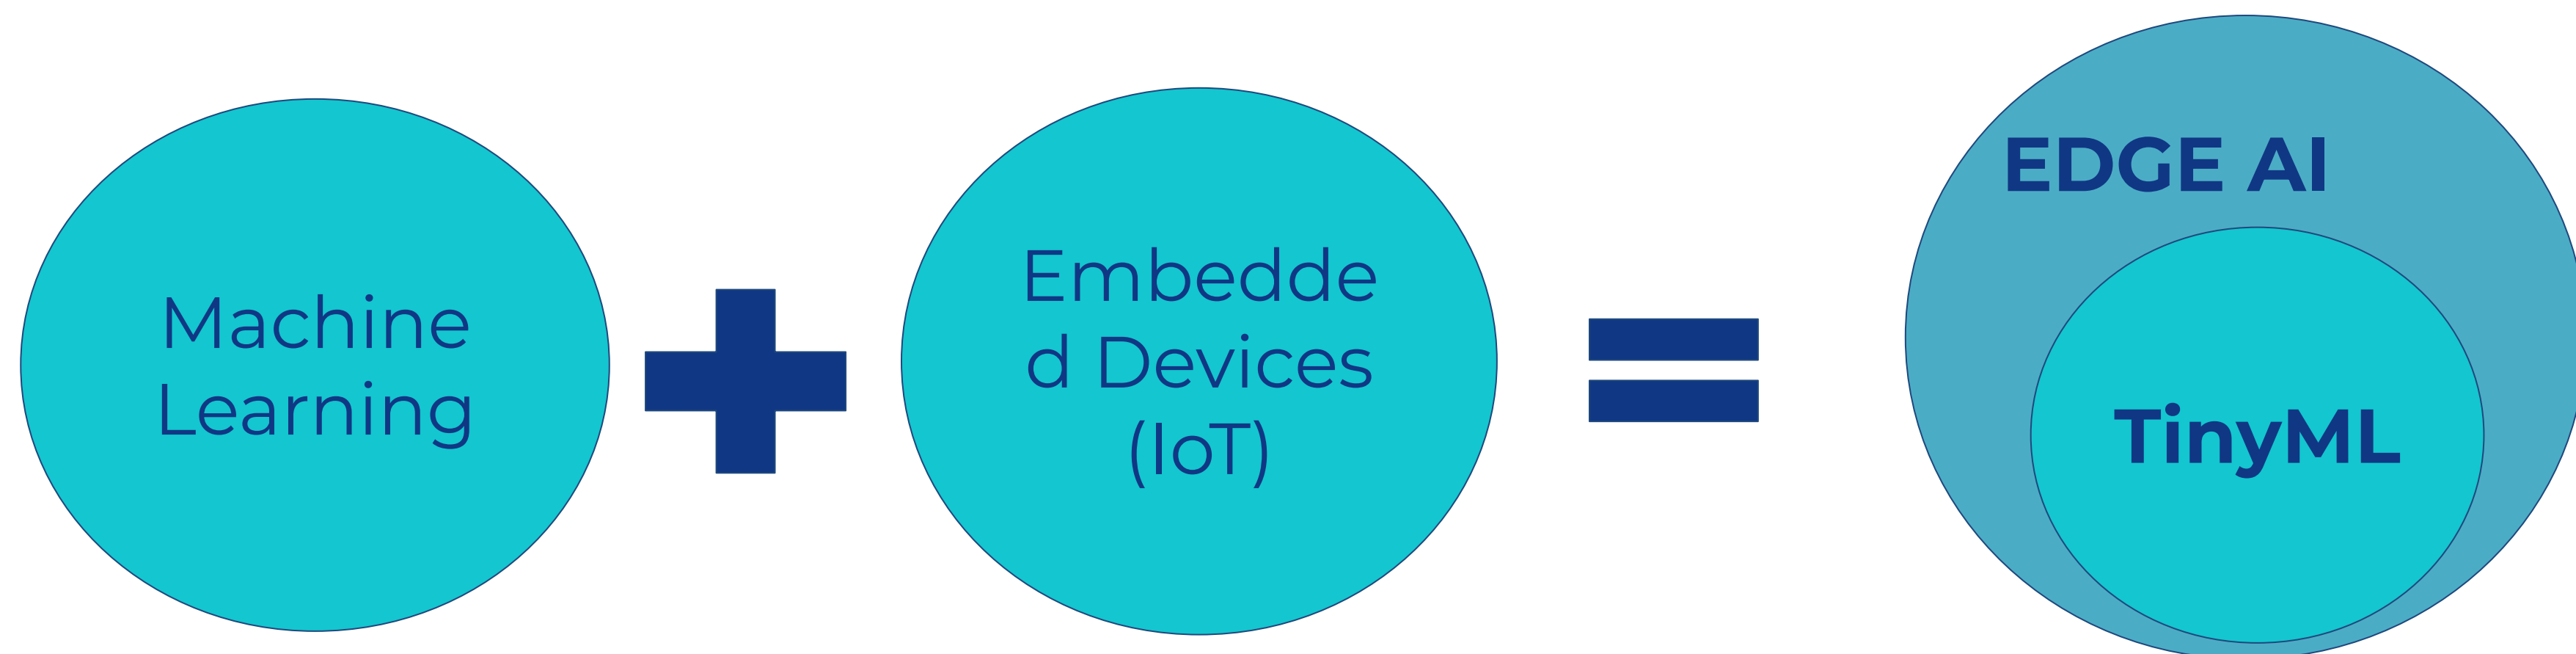 Machine
Learning
Embedde
d Devices
(IoT)
EDGE AI
TinyML